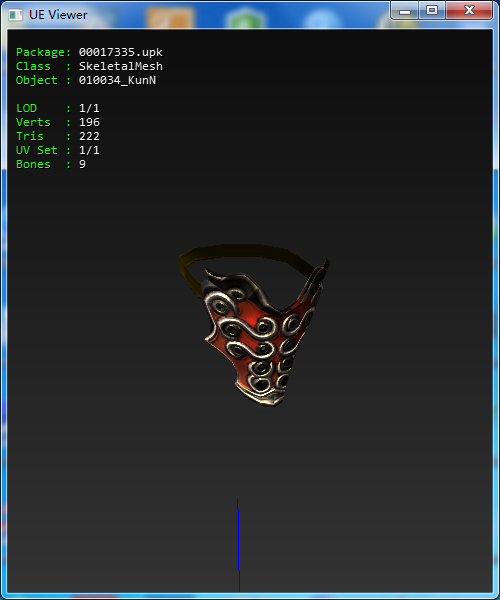 UE Viewer
Package: 00017335.upk
Class : SkeletalMesh
Object : 010034_KunN
LOD : 1/1
Verts : 196
Tris : 222
UV Set : 1/1
Bones : 9